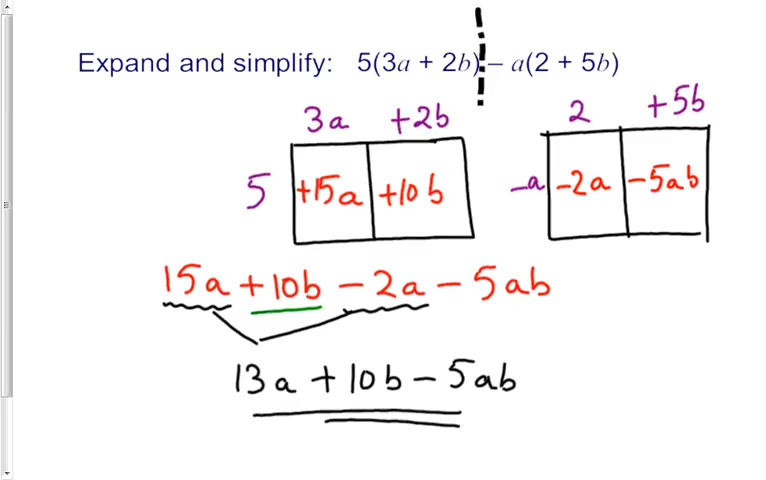 Expand and simplify: 5(3a + 2b) – a(2 + 5b)
3a +2b
5 +15a +10b
2 +5b
-a -2a -5ab
15a +10b - 2a - 5ab
13a + 10b - 5ab